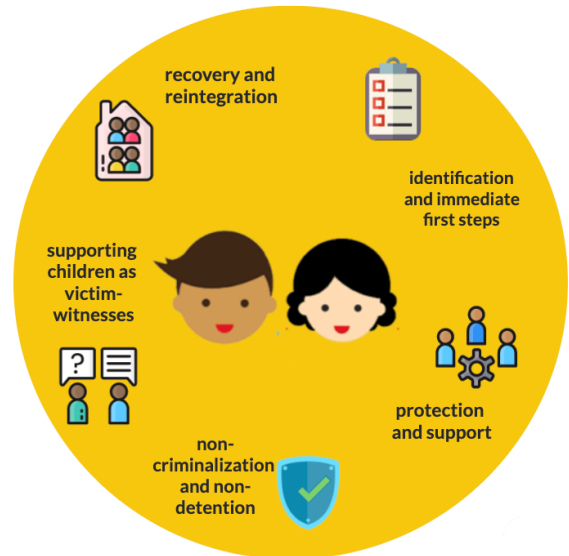 recovery and
reintegration
identification
and immediate
first steps
supporting
children as
victim-
witnesses
?
protection
and support
non-
criminalization
and non-
detention